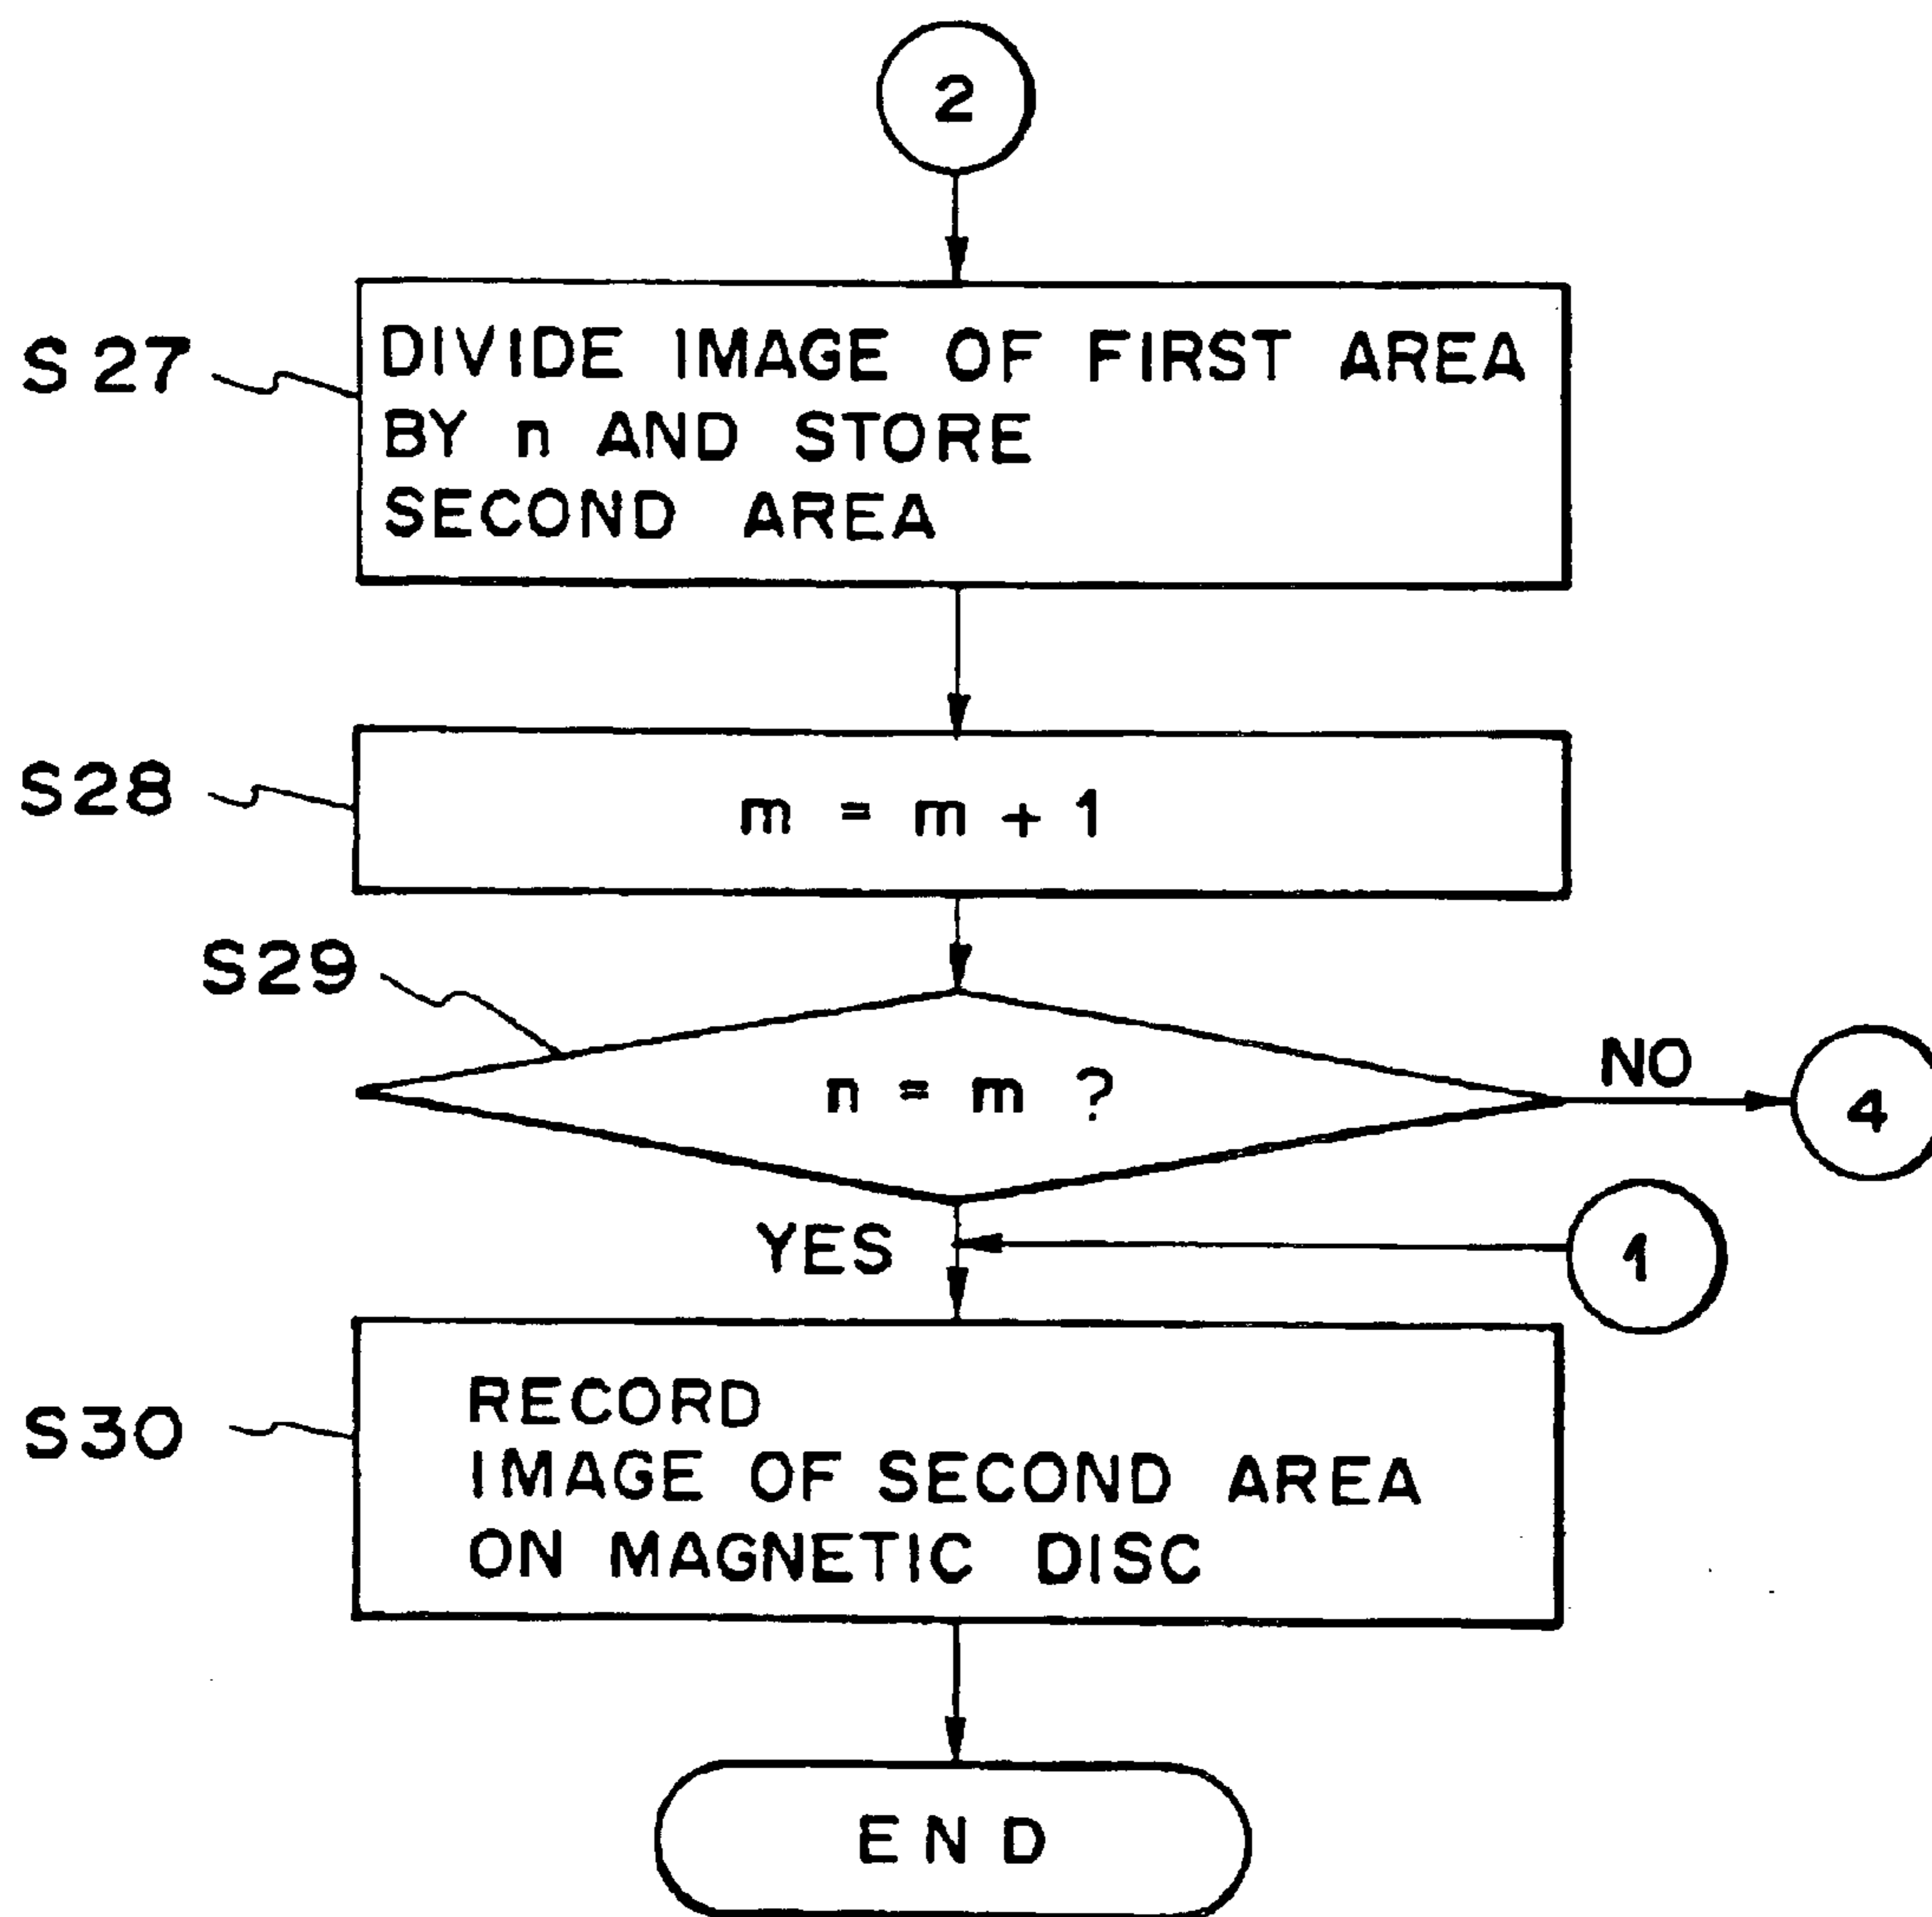 2
S27
DIVIDE IMAGE OF FIRST AREA
BY n AND STORE
SECOND AREA
S28
m = m + 1
S29
n = m ?
NO
4
YES
1
S30
RECORD
IMAGE OF SECOND AREA
ON MAGNETIC DISC
END